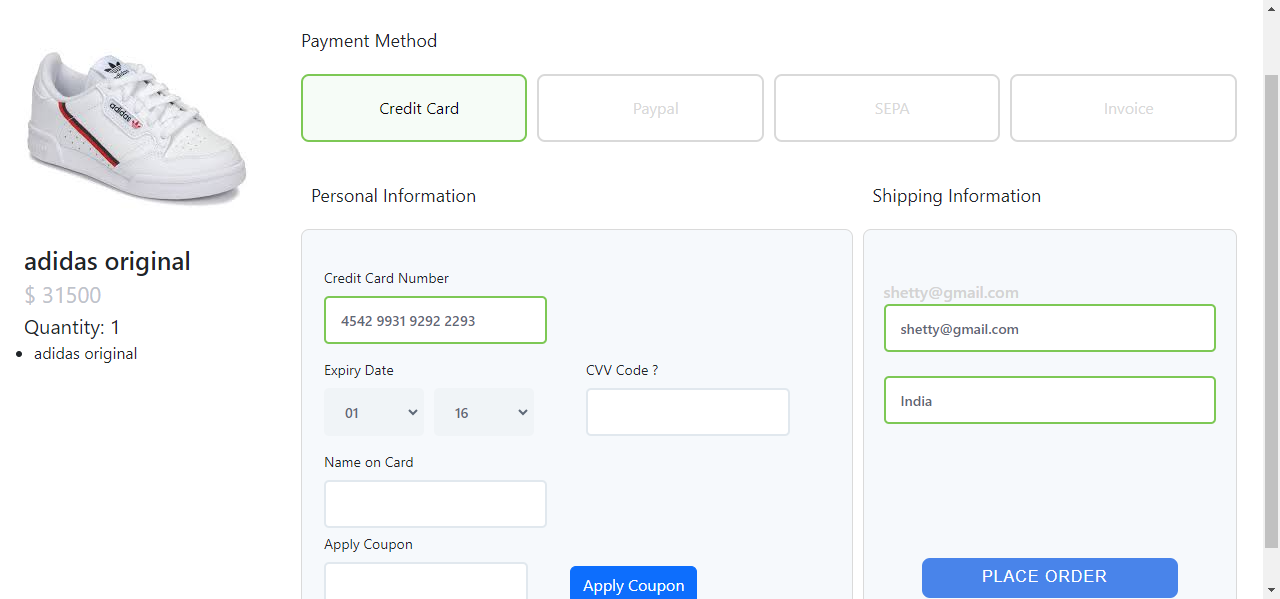 Payment Method
Credit Card
Paypal
SEPA
Invoice
adidas
adidas original
$ 31500
Quantity: 1
adidas original
Personal Information
Credit Card Number
4542 9931 9292 2293
Expiry Date
CVV Code ?
01
16
Name on Card
Apply Coupon
Apply Coupon
Shipping Information
shetty@gmail.com
shetty@gmail.com
India
PLACE ORDER